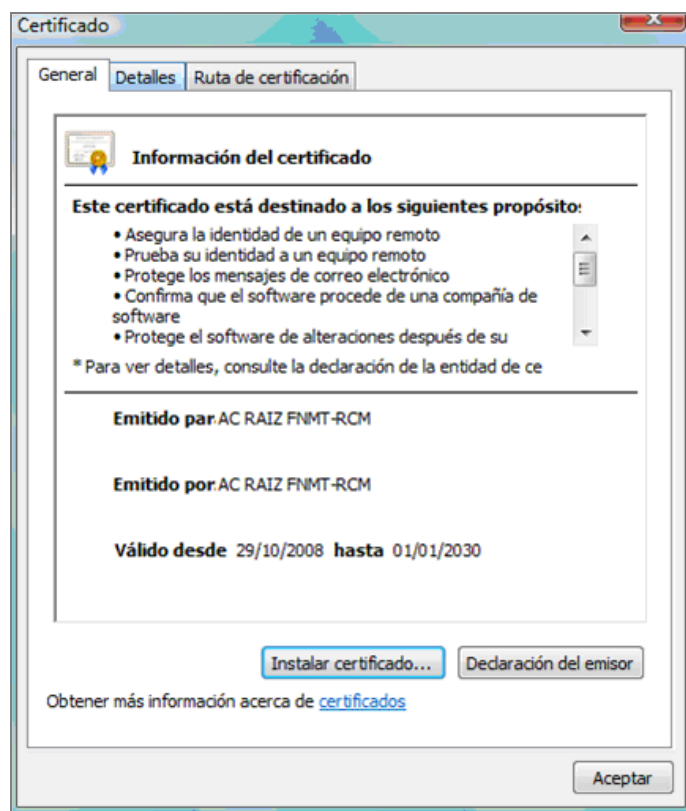 Certificado
General Detalles Ruta de certificación
Información del certificado
Este certificado está destinado a los siguientes propósito:
• Asegura la identidad de un equipo remoto
• Prueba su identidad a un equipo remoto
• Protege los mensajes de correo electrónico
• Confirma que el software procede de una compañía de
software
• Protege el software de alteraciones después de su
* Para ver detalles, consulte la declaración de la entidad de ce
Emitido par AC RAIZ FNMT-RCM
Emitido por AC RAIZ FNMT-RCM
Válido desde 29/10/2008 hasta 01/01/2030
Instalar certificado... Declaración del emisor
Obtener más información acerca de certificados
Aceptar